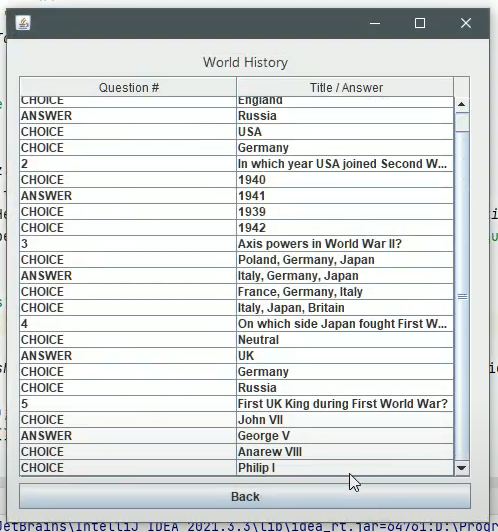 World History
Question # Title / Answer
CHOICE England
ANSWER Russia
CHOICE USA
CHOICE Germany
2 In which year USA joined Second W...
CHOICE 1940
ANSWER 1941
CHOICE 1939
CHOICE 1942
3 Axis powers in World War II?
CHOICE Poland, Germany, Japan
ANSWER Italy, Germany, Japan
CHOICE France, Germany, Italy
CHOICE Italy, Japan, Britain
4 On which side Japan fought First W...
CHOICE Neutral
ANSWER UK
CHOICE Germany
CHOICE Russia
5 First UK King during First World War?
CHOICE John VII
ANSWER George V
CHOICE Anarew VIII
CHOICE Philip I
Back
JetBrains\IntelliJ IDEA 2021.3.3\lib\idea_rt.jar=64761:D:\Progr